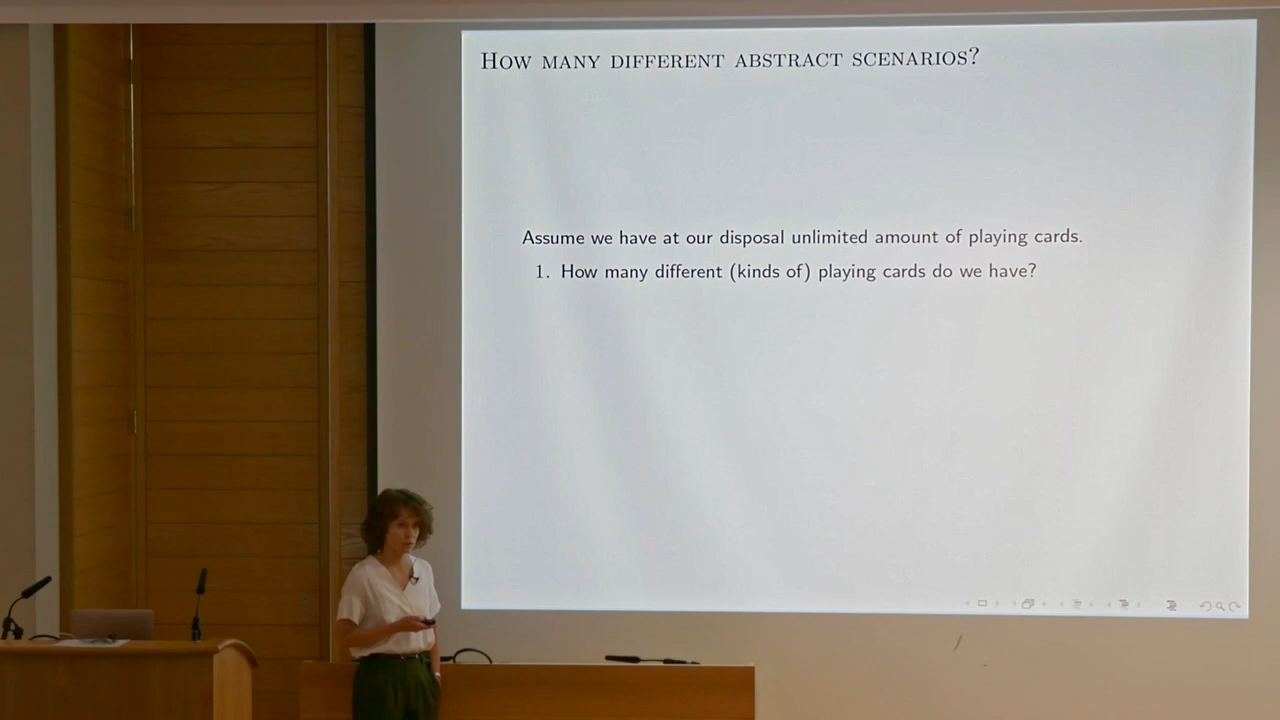 How many different abstract scenarios?
Assume we have at our disposal unlimited amount of playing cards.
1. How many different (kinds of) playing cards do we have?